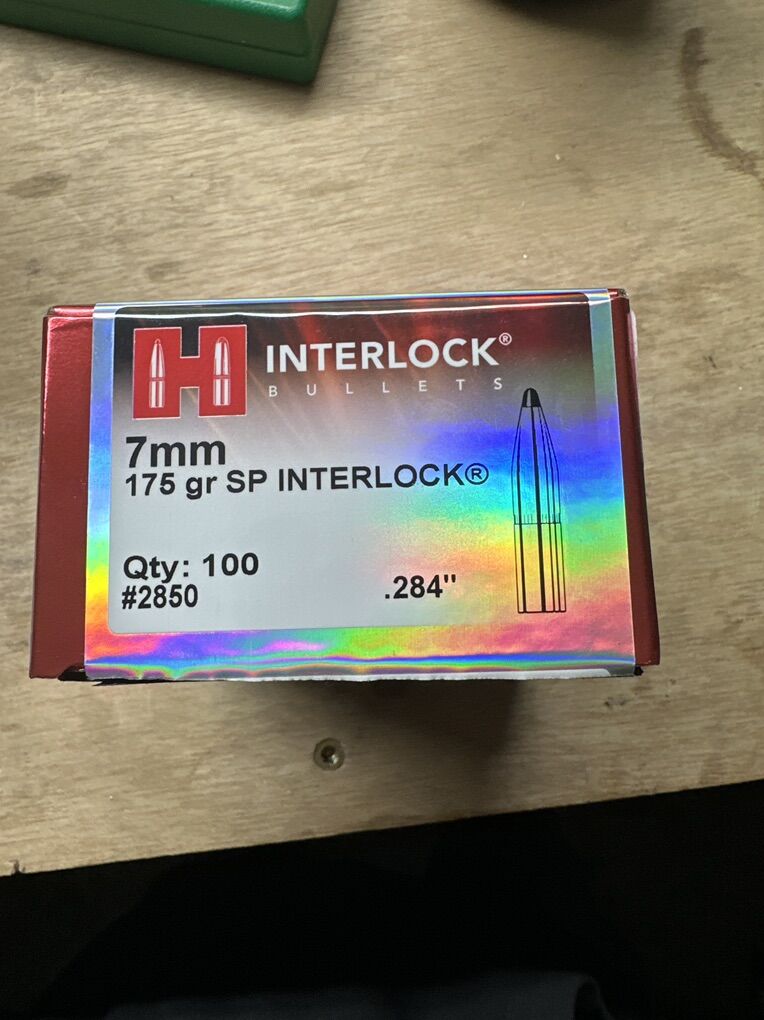 H INTERLOCK®
BULLETS
7mm
175 gr SP INTERLOCK®
Qty: 100
#2850
.284"